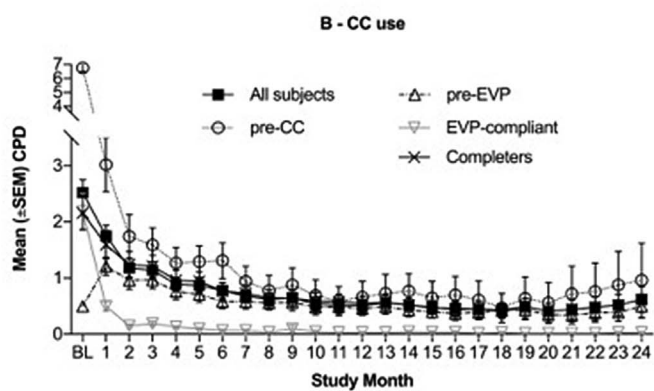 B - CC use
7
6
5
4
3
2
1
0
Mean (±SEM) CPD
All subjects
pre-CC
pre-EVP
EVP-compliant
Completers
BL 1 2 3 4 5 6 7 8 9 10 11 12 13 14 15 16 17 18 19 20 21 22 23 24
Study Month